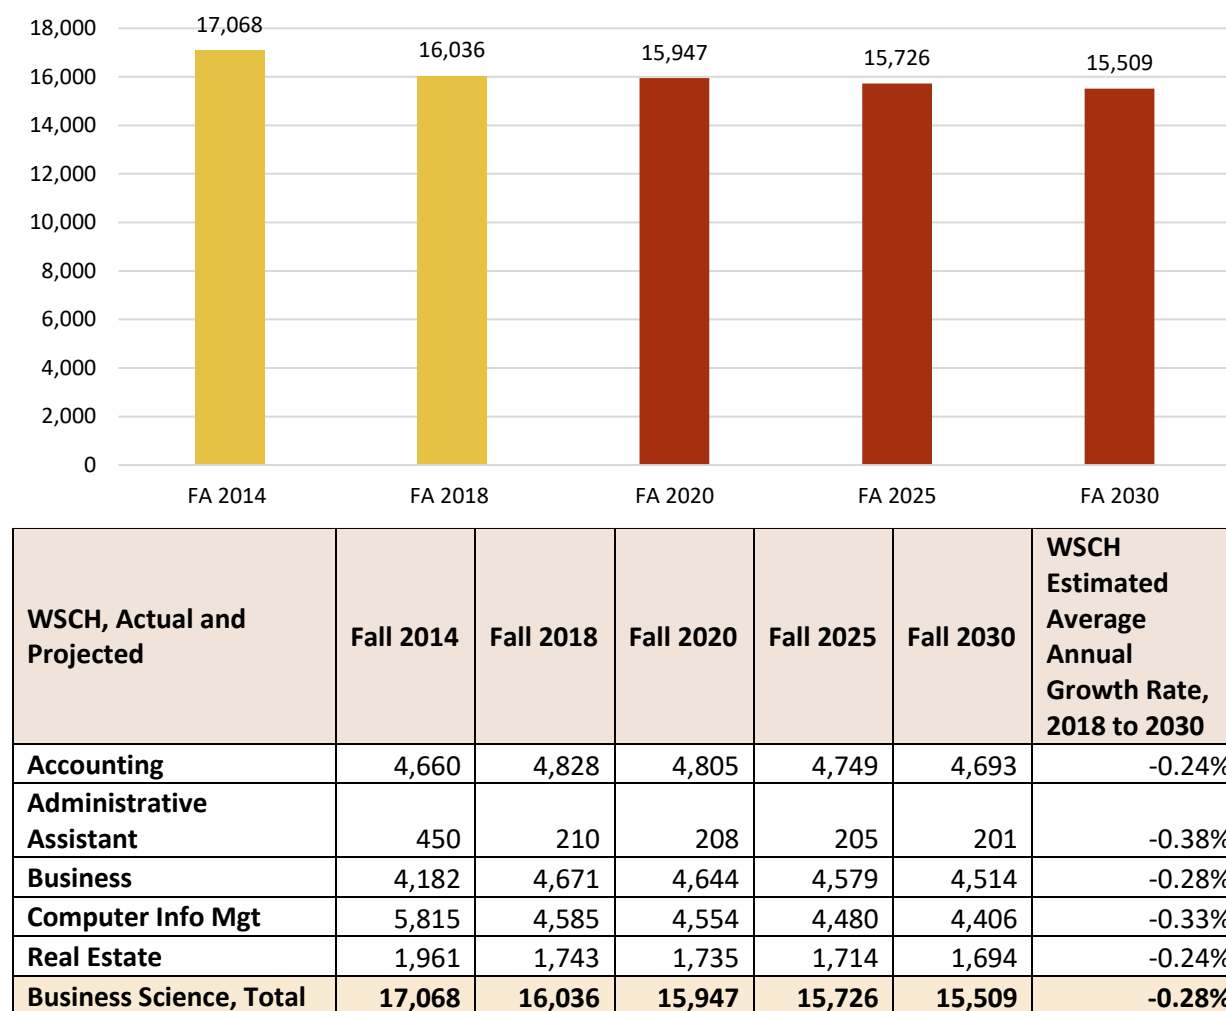 18,000
16,000
14,000
12,000
10,000
8,000
6,000
4,000
2,000
0
17,068
16,036
15,947
15,726
15,509
FA 2014
FA 2018
FA 2020
FA 2025
FA 2030
WSCH, Actual and
Projected
Fall 2014
Fall 2018
Fall 2020
Fall 2025
Fall 2030
WSCH
Estimated
Average
Annual
Growth Rate,
2018 to 2030
Accounting 4,660 4,828 4,805 4,749 4,693 -0.24%
Administrative
Assistant 450 210 208 205 201 -0.38%
Business 4,182 4,671 4,644 4,579 4,514 -0.28%
Computer Info Mgt 5,815 4,585 4,554 4,480 4,406 -0.33%
Real Estate 1,961 1,743 1,735 1,714 1,694 -0.24%
Business Science, Total 17,068 16,036 15,947 15,726 15,509 -0.28%